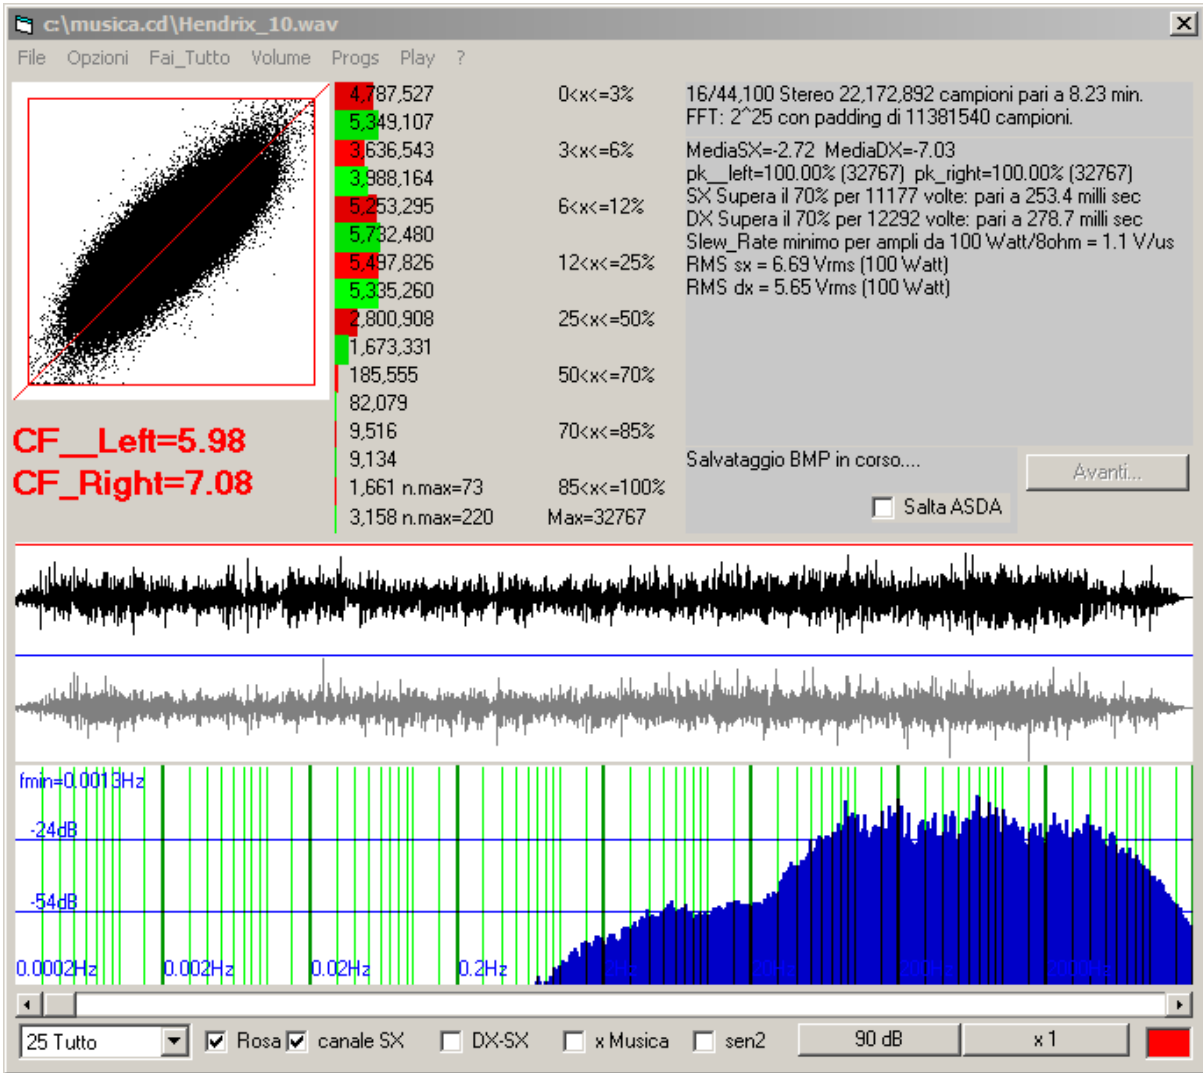 c:\musica.cd\Hendrix_10.wav
File Opzioni Fai_Tutto Volume Progs Play ?
4,787,527 0<x<=3%
5,349,107
3,636,543 3<x<=6%
3,988,164
5,253,295 6<x<=12%
5,732,480
5,497,826 12<x<=25%
5,335,260
2,800,908 25<x<=50%
1,673,331
185,555 50<x<=70%
82,079
9,516 70<x<=85%
9,134
1,661 n.max=73 85<x<=100%
3,158 n.max=220 Max=32767
CF__Left=5.98
CF_Right=7.08
16/44,100 Stereo 22,172,892 campioni pari a 8.23 min.
FFT: 2^25 con padding di 11381540 campioni.
MediaSX=-2.72 MediaDX=-7.03
pk__left=100.00% (32767) pk_right=100.00% (32767)
SX Supera il 70% per 11177 volte: pari a 253.4 milli sec
DX Supera il 70% per 12292 volte: pari a 278.7 milli sec
Slew_Rate minimo per ampli da 100 Watt/8ohm = 1.1 V/us
RMS sx = 6.69 Vrms (100 Watt)
RMS dx = 5.65 Vrms (100 Watt)
Salvataggio BMP in corso....
Avanti...
Salta ASDA
fmin=0.0013Hz
-24dB
-54dB
0.0002Hz 0.002Hz 0.02Hz 0.2Hz 2Hz 20Hz 200Hz 2000Hz
25 Tutto Rosa canale SX DX-SX x Musica sen2 90 dB x 1